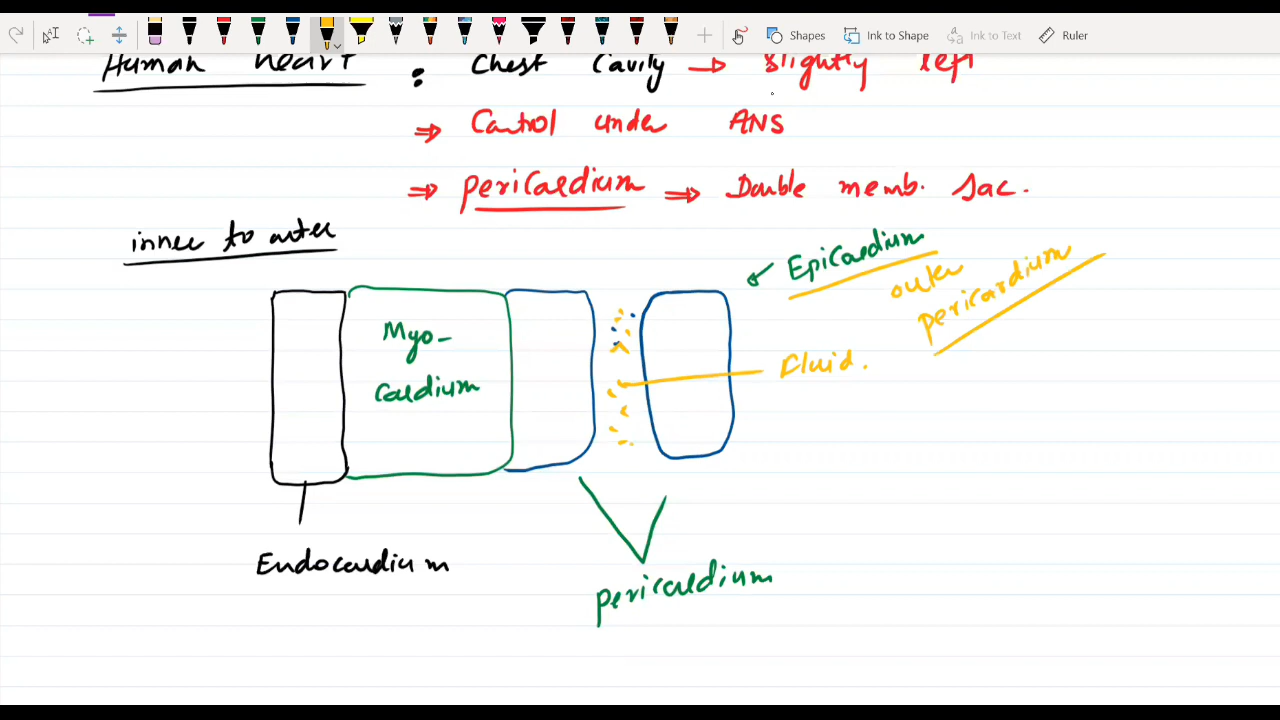 Shapes Ink to Shape Ink to Text Ruler
Human heart : Chest Cavity → Slightly left
⇒ Control under ANS
⇒ pericardium ⇒ Double memb. Sac.
inner to outer
Epicardium
outer
pericardium
Myo-
cardium
Fluid.
Endocardium
pericardium